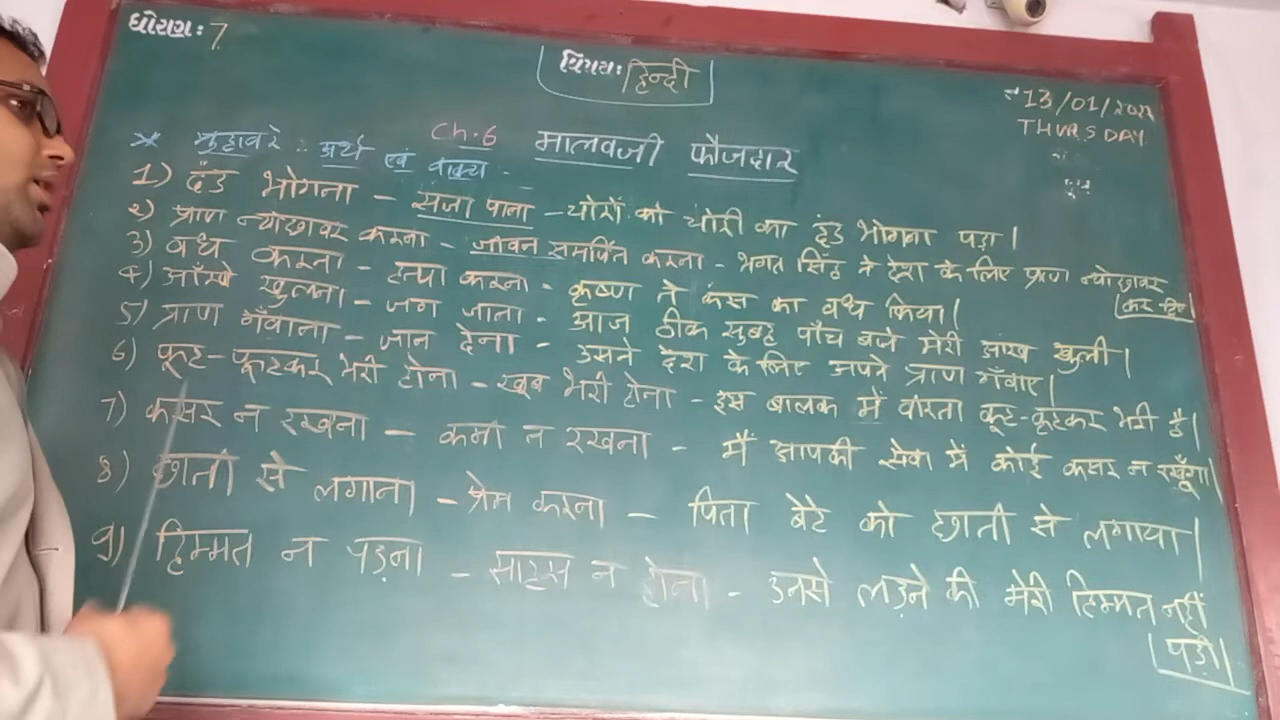 ધોરણ: 7.
विषय: हिन्दी
13/01/2022
THURSDAY
Ch.6 मालवजी फौजदार
* मुहावरे : अर्थ एवं वाक्य -
1) दँड भोगना - सजा पाना - चोरों को चोरी का दंड भोगना पड़ा।
2) प्राण न्योछावर करना - जीवन समर्पित करना - भगत सिंह ने देश के लिए प्राण न्योछावर
कर दिए।
3) वध करना - हत्या करना - कृष्ण ने कंस का वध किया।
4) आँखे खुलना - जग जाना - आज ठीक सुबह पाँच बजे मेरी आंख खुली।
5) प्राण गँवाना - जान देना - उसने देश के लिए अपने प्राण गँवाए।
6) कूट-कूटकर भरी होना - खूब भरी होना - इस बालक में वीरता कूट-कूटकर भरी है।
7) कसर न रखना - कमी न रखना - मैं आपकी सेवा में कोई कसर न रखूँगा।
8) छाती से लगाना - प्रेम करना - पिता बेटे को छाती से लगाया।
9) हिम्मत न पड़ना - साहस न होना - उनसे लड़ने की मेरी हिम्मत नहीं
पड़ी।